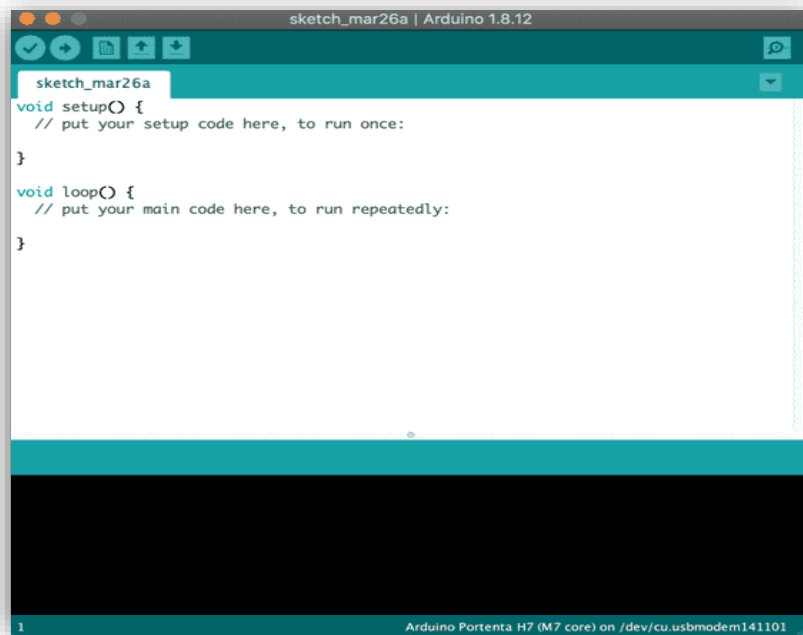 sketch_mar26a | Arduino 1.8.12
sketch_mar26a
void setup() {
  // put your setup code here, to run once:
}
void loop() {
  // put your main code here, to run repeatedly:
}
1
Arduino Portenta H7 (M7 core) on /dev/cu.usbmodem141101